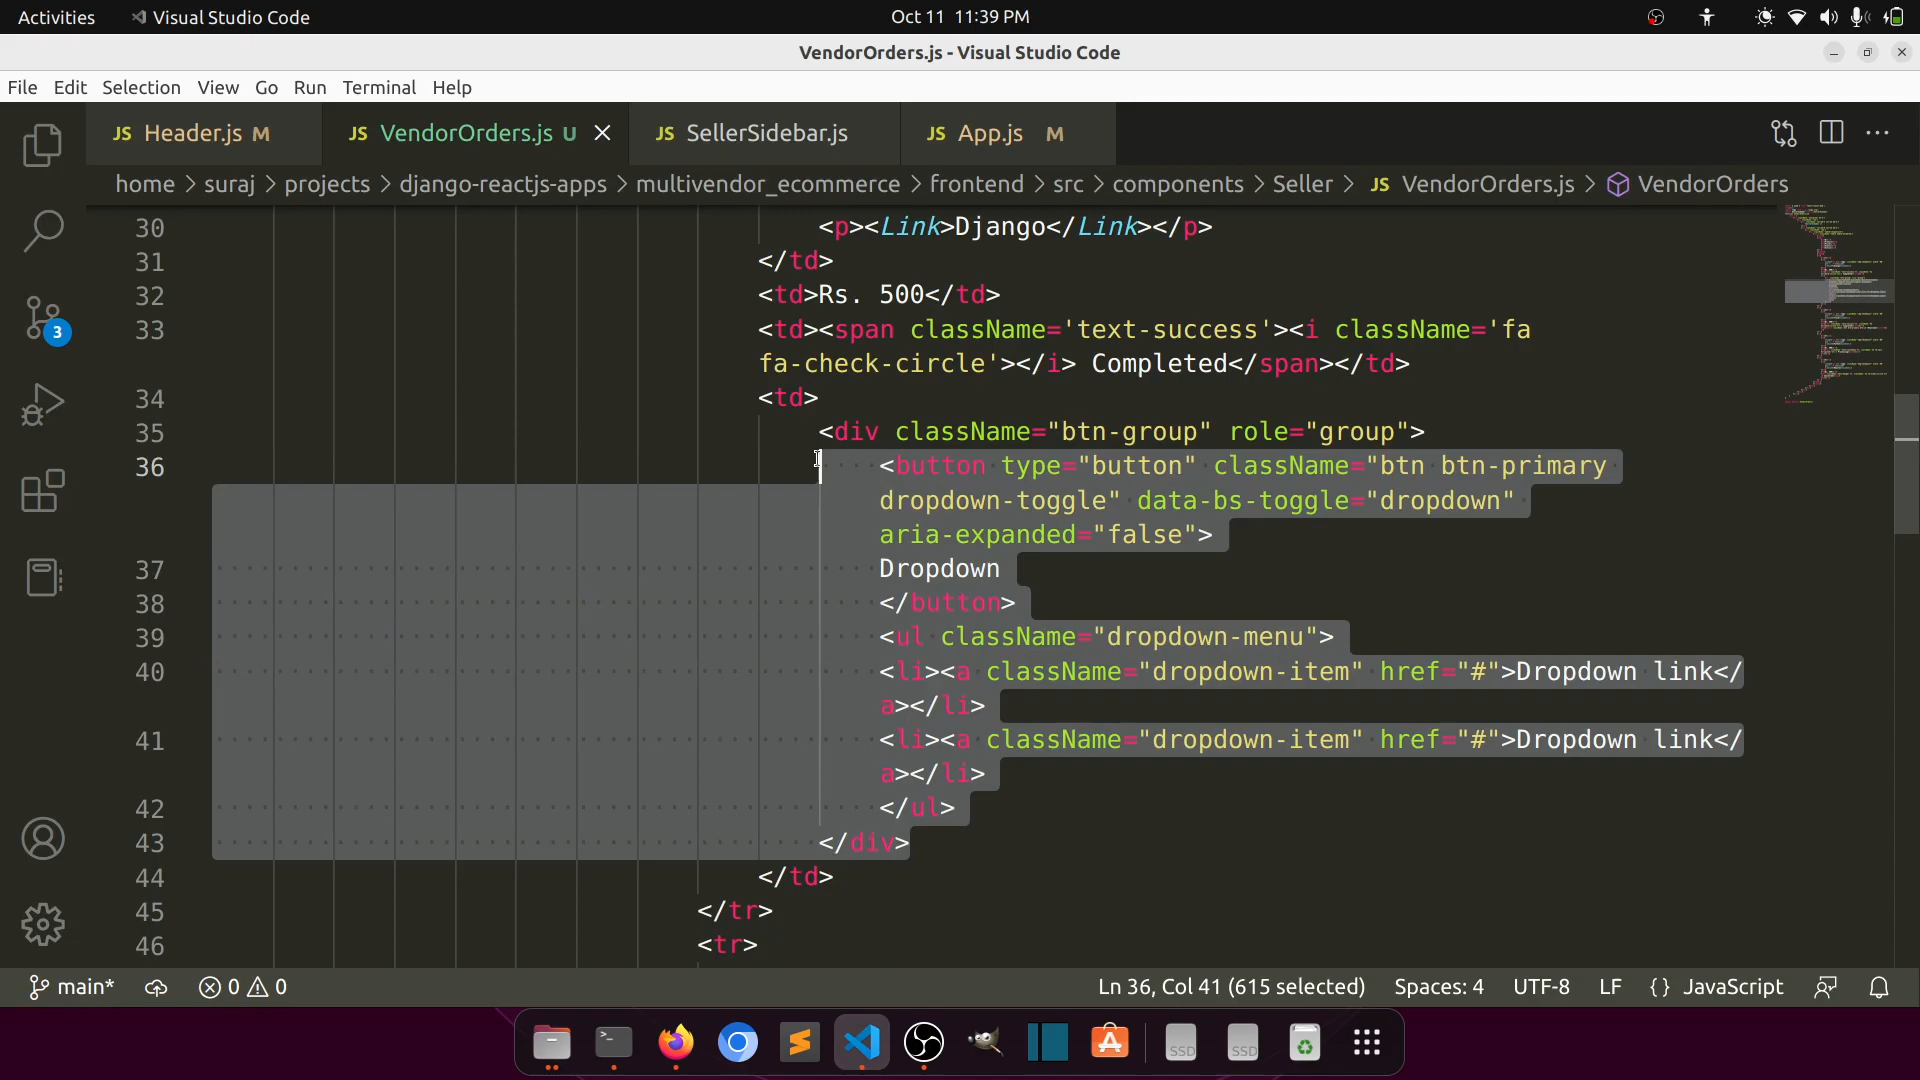 Activities
Visual Studio Code
Oct 11 11:39 PM
VendorOrders.js - Visual Studio Code
File Edit Selection View Go Run Terminal Help
JS Header.js M
JS VendorOrders.js U
JS SellerSidebar.js
JS App.js M
home > suraj > projects > django-reactjs-apps > multivendor_ecommerce > frontend > src > components > Seller > JS VendorOrders.js > VendorOrders
30 <p><Link>Django</Link></p>
31 </td>
32 <td>Rs. 500</td>
33 <td><span className='text-success'><i className='fa
fa-check-circle'></i> Completed</span></td>
34 <td>
35 <div className="btn-group" role="group">
36 <button type="button" className="btn btn-primary
dropdown-toggle" data-bs-toggle="dropdown"
aria-expanded="false">
37 Dropdown
38 </button>
39 <ul className="dropdown-menu">
40 <li><a className="dropdown-item" href="#">Dropdown link</
a></li>
41 <li><a className="dropdown-item" href="#">Dropdown link</
a></li>
42 </ul>
43 </div>
44 </td>
45 </tr>
46 <tr>
3
main*
0 0
Ln 36, Col 41 (615 selected)
Spaces: 4
UTF-8
LF
{ } JavaScript
SSD
SSD